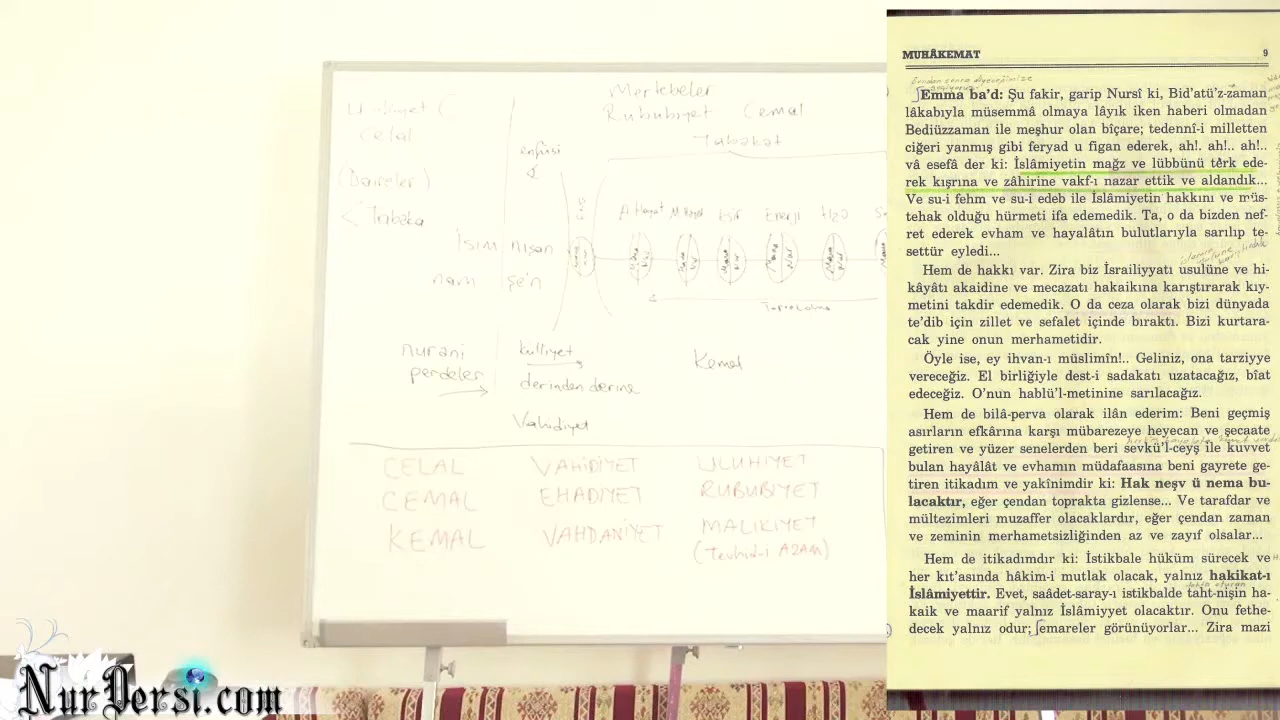 Mertebeler
Rububiyet Cemal
Tabakat
Celal
enfüsi
(Daireler)
< Tabaka
A Hayat M Hayat Esir Enerji
İsim nişan
nam şe'n
nurani
perdeler
külliyet
derinden derine
Vahidiyet
Kemal
CELAL VAHİDİYET ULUHİYET
CEMAL EHADİYET RUBUBİYET
KEMAL VAHDANİYET MALİKİYET
(Tevhid-i AZAM)
MUHÂKEMAT 9
Emma ba'd: Şu fakir, garip Nursî ki, Bid'atü'z-zaman
lâkabıyla müsemmâ olmaya lâyık iken haberi olmadan
Bediüzzaman ile meşhur olan bîçare; tedennî-i milletten
ciğeri yanmış gibi feryad u figan ederek, ah!. ah!.. ah!..
vâ esefâ der ki: İslâmiyetin mağz ve lübbünü terk ede-
rek kışrına ve zâhirine vakf-ı nazar ettik ve aldandık...
Ve su-i fehm ve su-i edeb ile İslâmiyetin hakkını ve müs-
tehak olduğu hürmeti ifa edemedik. Ta, o da bizden nef-
ret ederek evham ve hayalâtın bulutlarıyla sarılıp te-
settür eyledi...
Hem de hakkı var. Zira biz İsrailiyyatı usulüne ve hi-
kâyâtı akaidine ve mecazatı hakaikına karıştırarak kıy-
metini takdir edemedik. O da ceza olarak bizi dünyada
te'dib için zillet ve sefalet içinde bıraktı. Bizi kurtara-
cak yine onun merhametidir.
Öyle ise, ey ihvan-ı müslimîn!.. Geliniz, ona tarziyye
vereceğiz. El birliğiyle dest-i sadakatı uzatacağız, bîat
edeceğiz. O'nun hablü'l-metinine sarılacağız.
Hem de bilâ-perva olarak ilân ederim: Beni geçmiş
asırların efkârına karşı mübarezeye heyecan ve şecaate
getiren ve yüzer senelerden beri sevkü'l-ceyş ile kuvvet
bulan hayâlât ve evhamın müdafaasına beni gayrete ge-
tiren itikadım ve yakînimdir ki: Hak neşv ü nema bu-
lacaktır, eğer çendan toprakta gizlense... Ve tarafdar ve
mültezimleri muzaffer olacaklardır, eğer çendan zaman
ve zeminin merhametsizliğinden az ve zayıf olsalar...
Hem de itikadımdır ki: İstikbale hüküm sürecek ve
her kıt'asında hâkim-i mutlak olacak, yalnız hakikat-ı
İslâmiyettir. Evet, saâdet-saray-ı istikbalde taht-nişin ha-
kaik ve maarif yalnız İslâmiyyet olacaktır. Onu fethe-
decek yalnız odur; emareler görünüyorlar... Zira mazi
NurDersi.com